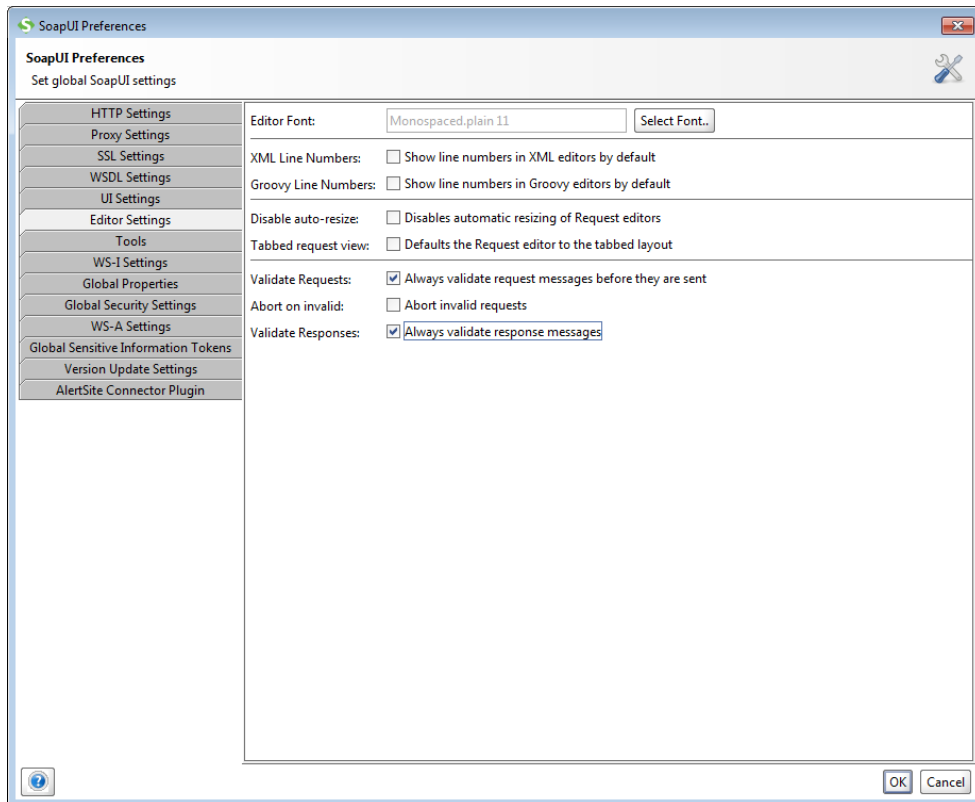 SoapUI Preferences
SoapUI Preferences
Set global SoapUI settings
HTTP Settings
Proxy Settings
SSL Settings
WSDL Settings
UI Settings
Editor Settings
Tools
WS-I Settings
Global Properties
Global Security Settings
WS-A Settings
Global Sensitive Information Tokens
Version Update Settings
AlertSite Connector Plugin
Editor Font: Monospaced.plain 11 Select Font..
XML Line Numbers: Show line numbers in XML editors by default
Groovy Line Numbers: Show line numbers in Groovy editors by default
Disable auto-resize: Disables automatic resizing of Request editors
Tabbed request view: Defaults the Request editor to the tabbed layout
Validate Requests: Always validate request messages before they are sent
Abort on invalid: Abort invalid requests
Validate Responses: Always validate response messages
? OK Cancel